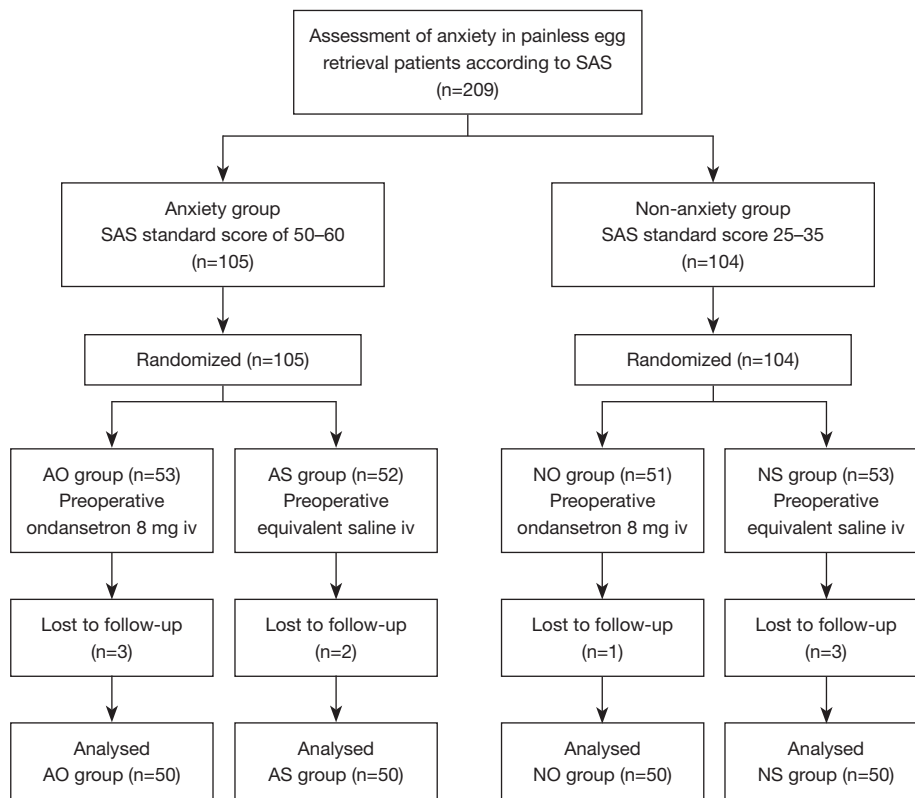 Assessment of anxiety in painless egg
retrieval patients according to SAS
(n=209)
Anxiety group
SAS standard score of 50–60
(n=105)
Non-anxiety group
SAS standard score 25–35
(n=104)
Randomized (n=105)
Randomized (n=104)
AO group (n=53)
Preoperative
ondansetron 8 mg iv
AS group (n=52)
Preoperative
equivalent saline iv
NO group (n=51)
Preoperative
ondansetron 8 mg iv
NS group (n=53)
Preoperative
equivalent saline iv
Lost to follow-up
(n=3)
Lost to follow-up
(n=2)
Lost to follow-up
(n=1)
Lost to follow-up
(n=3)
Analysed
AO group (n=50)
Analysed
AS group (n=50)
Analysed
NO group (n=50)
Analysed
NS group (n=50)